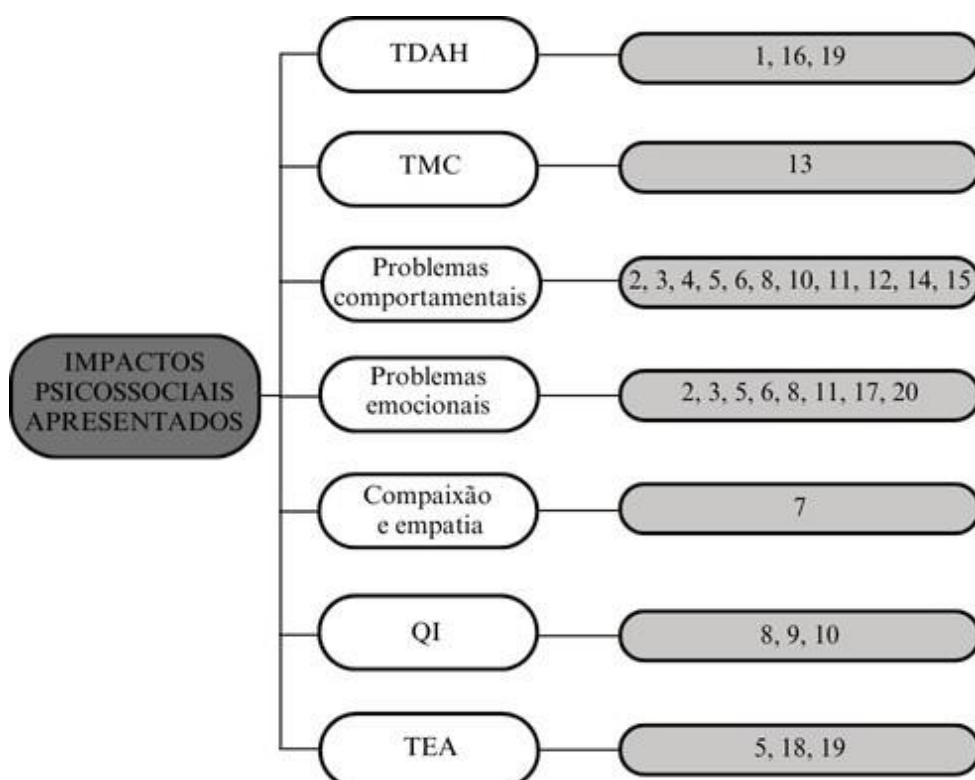 TDAH
1, 16, 19
TMC
13
Problemas
comportamentais
2, 3, 4, 5, 6, 8, 10, 11, 12, 14, 15
IMPACTOS
PSICOSSOCIAIS
APRESENTADOS
Problemas
emocionais
2, 3, 5, 6, 8, 11, 17, 20
Compaixão
e empatia
7
QI
8, 9, 10
TEA
5, 18, 19